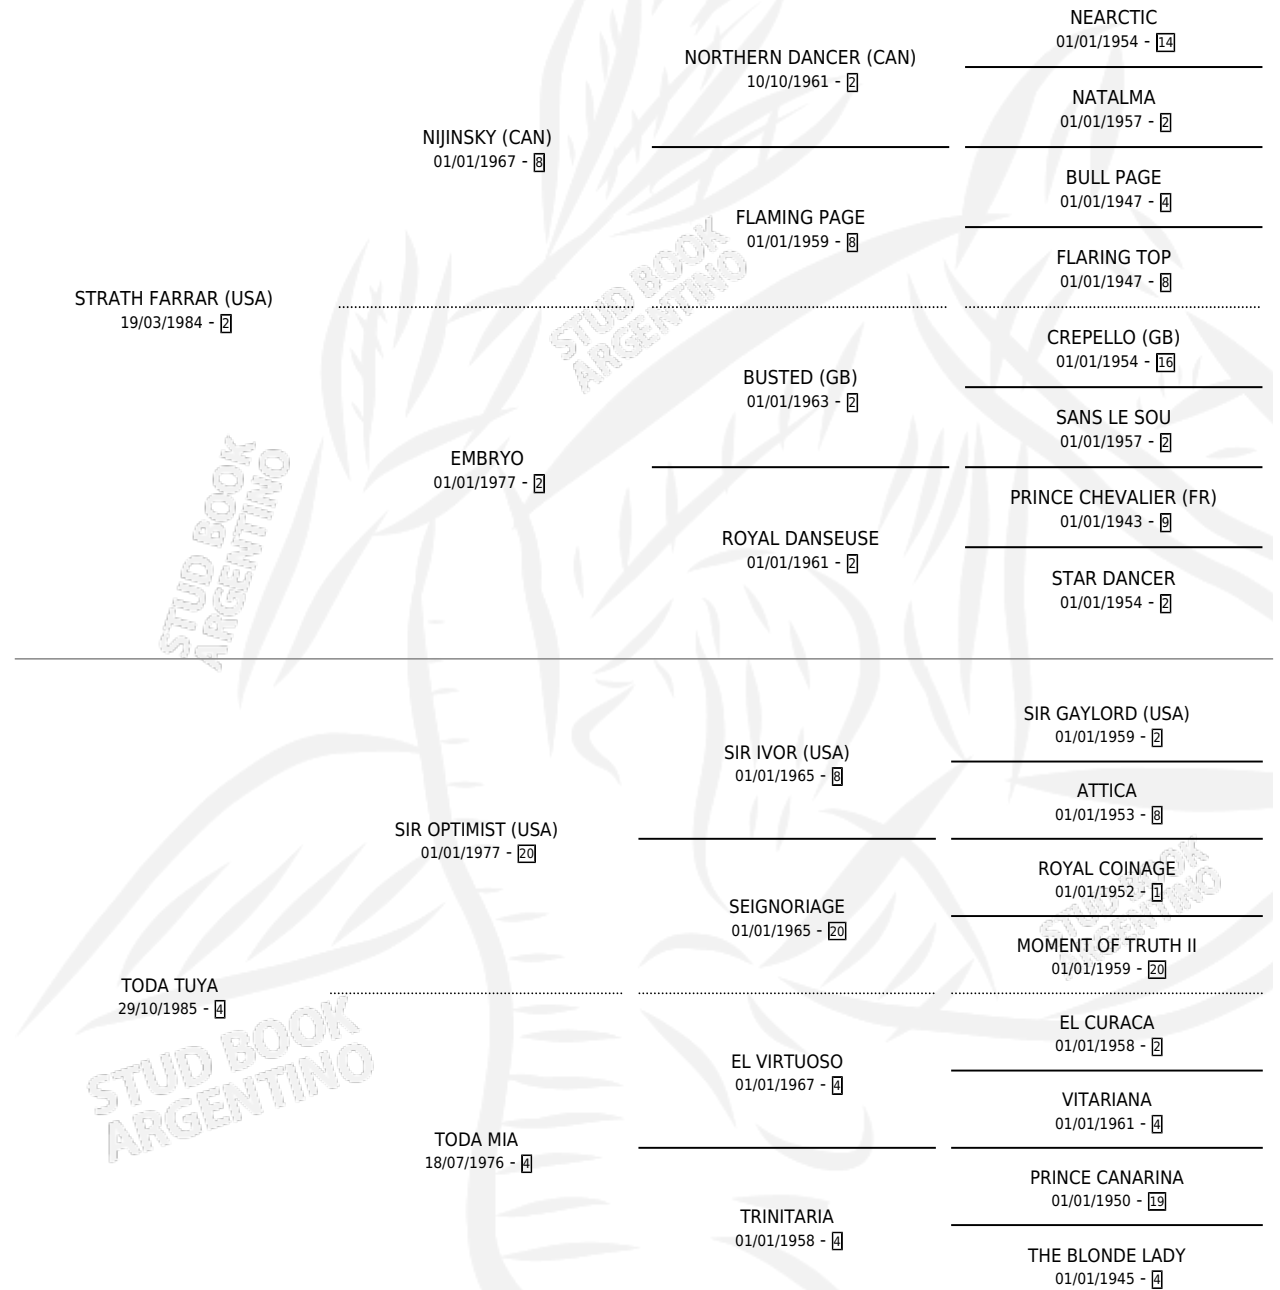 NEARCTIC
01/01/1954 - 14
NORTHERN DANCER (CAN)
10/10/1961 - 2
NATALMA
01/01/1957 - 2
NIJINSKY (CAN)
01/01/1967 - 8
BULL PAGE
01/01/1947 - 4
FLAMING PAGE
01/01/1959 - 8
FLARING TOP
01/01/1947 - 8
STRATH FARRAR (USA)
19/03/1984 - 2
CREPELLO (GB)
01/01/1954 - 16
BUSTED (GB)
01/01/1963 - 2
SANS LE SOU
01/01/1957 - 2
EMBRYO
01/01/1977 - 2
PRINCE CHEVALIER (FR)
01/01/1943 - 9
ROYAL DANSEUSE
01/01/1961 - 2
STAR DANCER
01/01/1954 - 2
STUD BOOK
ARGENTINO
STUD BOOK
ARGENTINO
SIR GAYLORD (USA)
01/01/1959 - 2
SIR IVOR (USA)
01/01/1965 - 8
ATTICA
01/01/1953 - 8
SIR OPTIMIST (USA)
01/01/1977 - 20
ROYAL COINAGE
01/01/1952 - 1
SEIGNORIAGE
01/01/1965 - 20
MOMENT OF TRUTH II
01/01/1959 - 20
STUD BOOK
ARGENTINO
TODA TUYA
29/10/1985 - 4
EL CURACA
01/01/1958 - 2
EL VIRTUOSO
01/01/1967 - 4
VITARIANA
01/01/1961 - 4
STUD BOOK
ARGENTINO
TODA MIA
18/07/1976 - 4
PRINCE CANARINA
01/01/1950 - 19
TRINITARIA
01/01/1958 - 4
THE BLONDE LADY
01/01/1945 - 4